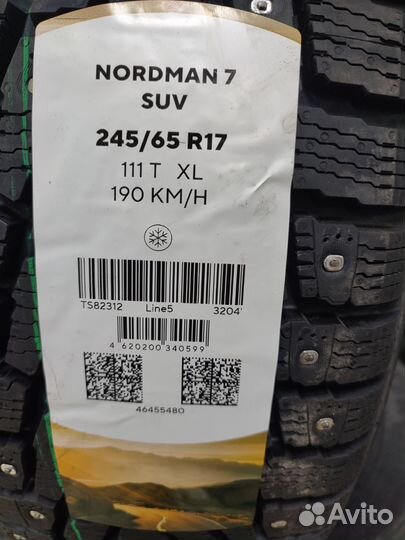 NORDMAN 7
SUV
245/65 R17
111 T XL
190 KM/H
TS82312 Line5 3204'
4 620200 340599
46455480
Avito